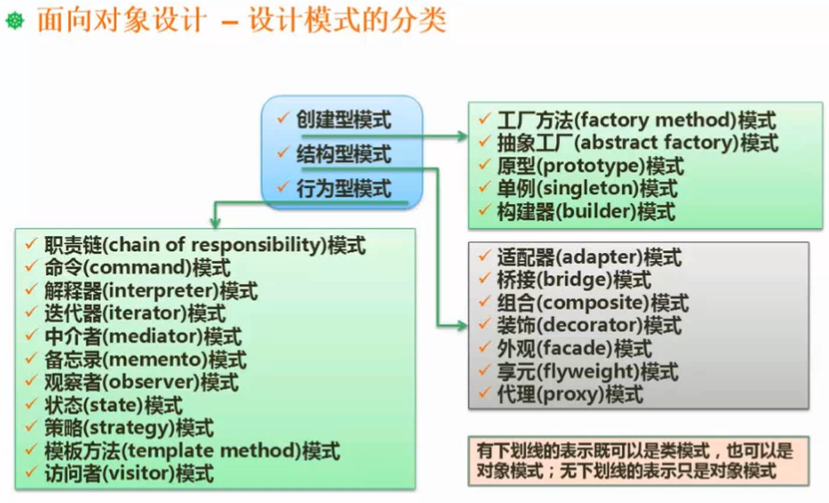 面向对象设计 – 设计模式的分类
创建型模式
结构型模式
行为型模式
工厂方法(factory method)模式
抽象工厂(abstract factory)模式
原型(prototype)模式
单例(singleton)模式
构建器(builder)模式
职责链(chain of responsibility)模式
命令(command)模式
解释器(interpreter)模式
迭代器(iterator)模式
中介者(mediator)模式
备忘录(memento)模式
观察者(observer)模式
状态(state)模式
策略(strategy)模式
模板方法(template method)模式
访问者(visitor)模式
适配器(adapter)模式
桥接(bridge)模式
组合(composite)模式
装饰(decorator)模式
外观(facade)模式
享元(flyweight)模式
代理(proxy)模式
有下划线的表示既可以是类模式，也可以是
对象模式；无下划线的表示只是对象模式